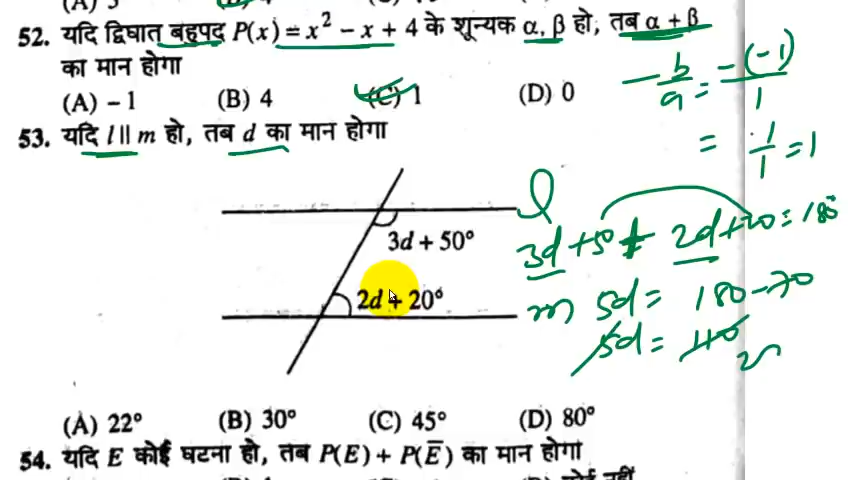 52. यदि द्विघात बहुपद P(x) = x² − x + 4 के शून्यक α, β हो, तब α + β
का मान होगा
(A) − 1 (B) 4 (C) 1 (D) 0
− b/a = −(−1)/1
= 1/1 = 1
53. यदि l || m हो, तब d का मान होगा
l
3d + 50°
3d + 50 + 2d + 20 = 180°
2d + 20°
m
5d = 180 − 70
5d = 110
22
(A) 22° (B) 30° (C) 45° (D) 80°
54. यदि E कोई घटना हो, तब P(E) + P(E̅) का मान होगा